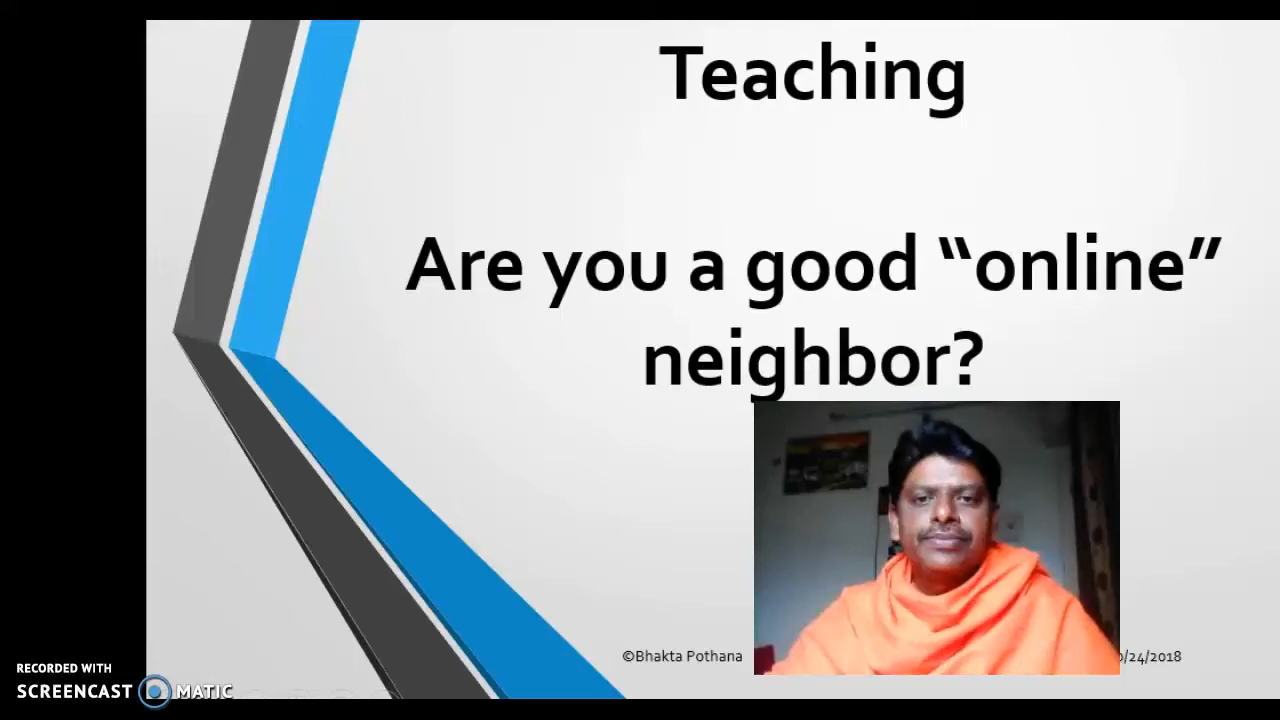 Teaching
Are you a good “online”
neighbor?
©Bhakta Pothana
/24/2018
RECORDED WITH
SCREENCAST MATIC